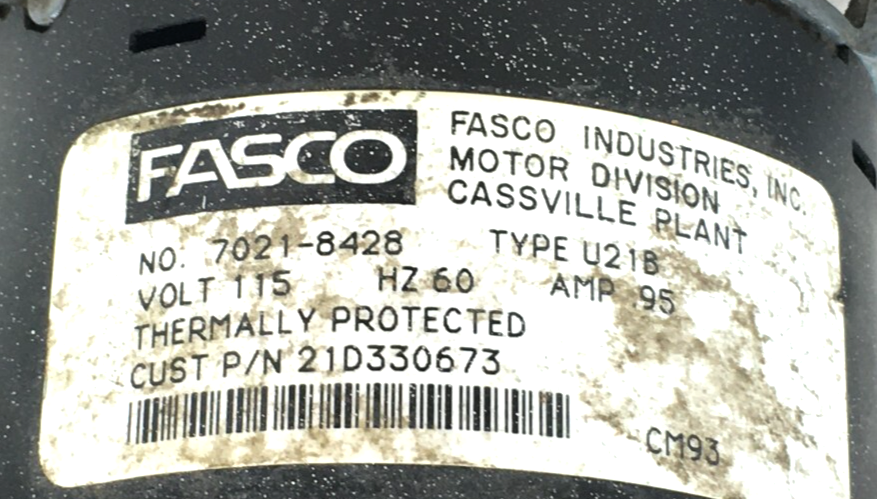 FASCO
FASCO INDUSTRIES, INC.
MOTOR DIVISION
CASSVILLE PLANT
NO. 7021-8428 TYPE U21B
VOLT 115 HZ 60 AMP .95
THERMALLY PROTECTED
CUST P/N 21D330673
CM93